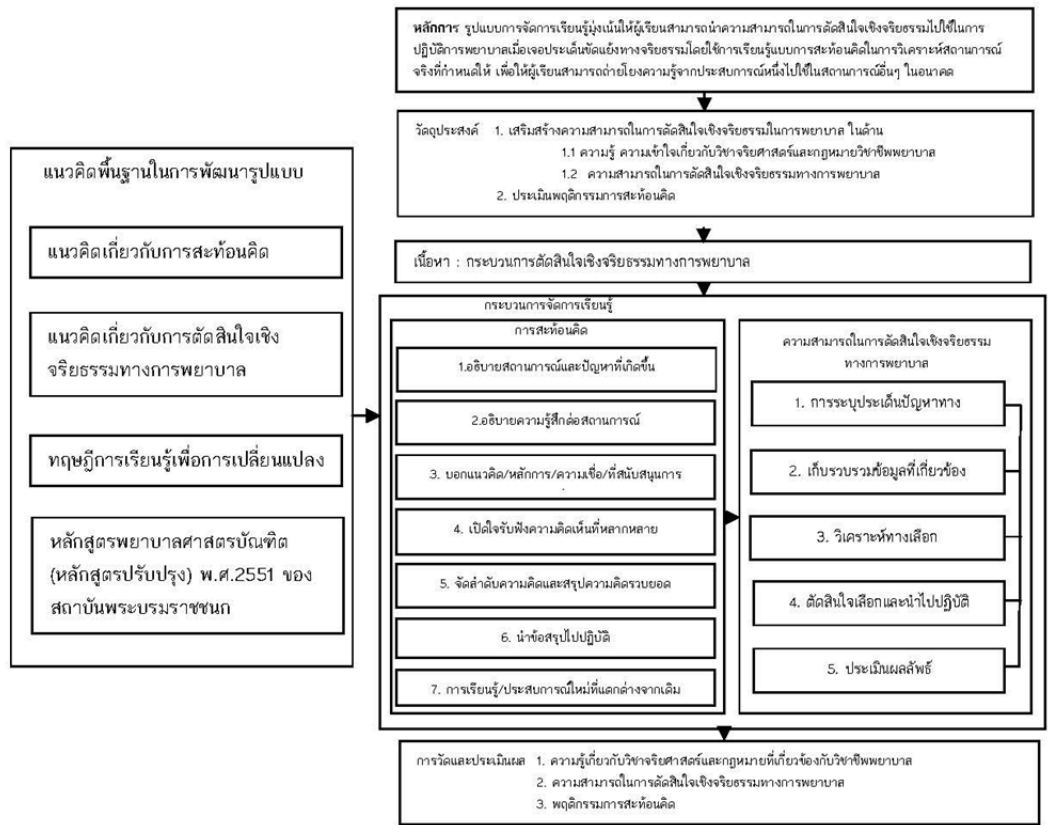 หลักการ รูปแบบการจัดการเรียนรู้มุ่งเน้นให้ผู้เรียนสามารถนำความสามารถในการตัดสินใจเชิงจริยธรรมไปใช้ในการ
ปฏิบัติการพยาบาลเมื่อเจอประเด็นขัดแย้งทางจริยธรรมโดยใช้การเรียนรู้แบบการสะท้อนคิดในการวิเคราะห์สถานการณ์
จริงที่กำหนดให้ เพื่อให้ผู้เรียนสามารถถ่ายโยงความรู้จากประสบการณ์หนึ่งไปใช้ในสถานการณ์อื่นๆ ในอนาคต
วัตถุประสงค์ 1. เสริมสร้างความสามารถในการตัดสินใจเชิงจริยธรรมในการพยาบาล ในด้าน
1.1 ความรู้ ความเข้าใจเกี่ยวกับวิชาจริยศาสตร์และกฎหมายวิชาชีพพยาบาล
1.2 ความสามารถในการตัดสินใจเชิงจริยธรรมทางการพยาบาล
2. ประเมินพฤติกรรมการสะท้อนคิด
แนวคิดพื้นฐานในการพัฒนารูปแบบ
แนวคิดเกี่ยวกับการสะท้อนคิด
แนวคิดเกี่ยวกับการตัดสินใจเชิง
จริยธรรมทางการพยาบาล
ทฤษฎีการเรียนรู้เพื่อการเปลี่ยนแปลง
หลักสูตรพยาบาลศาสตรบัณฑิต
(หลักสูตรปรับปรุง) พ.ศ.2551 ของ
สถาบันพระบรมราชชนก
เนื้อหา : กระบวนการตัดสินใจเชิงจริยธรรมทางการพยาบาล
กระบวนการจัดการเรียนรู้
การสะท้อนคิด
1.อธิบายสถานการณ์และปัญหาที่เกิดขึ้น
2.อธิบายความรู้สึกต่อสถานการณ์
3. บอกแนวคิด/หลักการ/ความเชื่อ/ที่สนับสนุนการ
4. เปิดใจรับฟังความคิดเห็นที่หลากหลาย
5. จัดลำดับความคิดและสรุปความคิดรวบยอด
6. นำข้อสรุปไปปฏิบัติ
7. การเรียนรู้/ประสบการณ์ใหม่ที่แตกต่างจากเดิม
ความสามารถในการตัดสินใจเชิงจริยธรรม
ทางการพยาบาล
1. การระบุประเด็นปัญหาทาง
2. เก็บรวบรวมข้อมูลที่เกี่ยวข้อง
3. วิเคราะห์ทางเลือก
4. ตัดสินใจเลือกและนำไปปฏิบัติ
5. ประเมินผลลัพธ์
การวัดและประเมินผล 1. ความรู้เกี่ยวกับวิชาจริยศาสตร์และกฎหมายที่เกี่ยวข้องกับวิชาชีพพยาบาล
2. ความสามารถในการตัดสินใจเชิงจริยธรรมทางการพยาบาล
3. พฤติกรรมการสะท้อนคิด